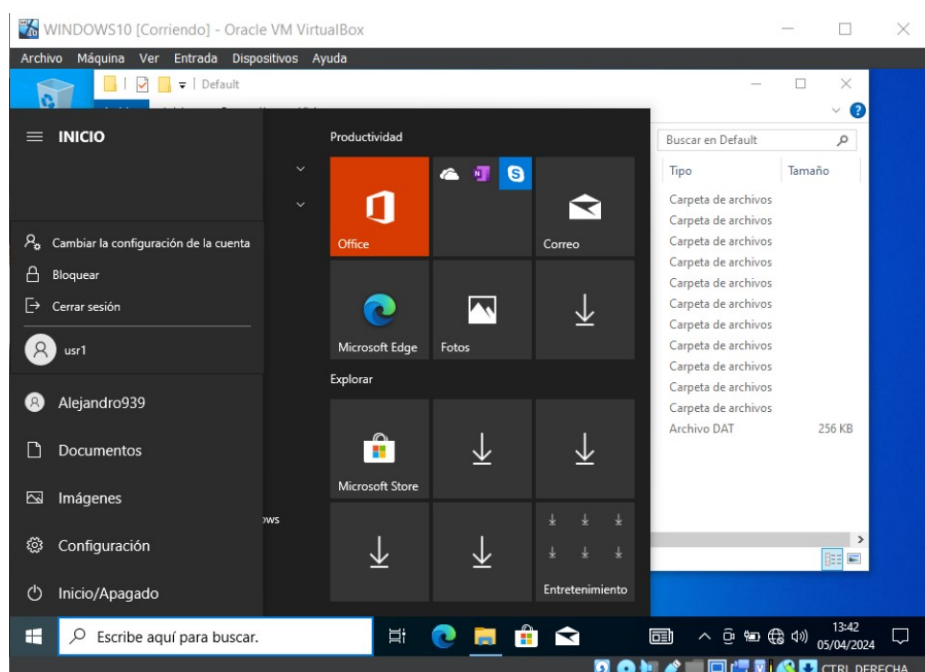 WINDOWS10 [Corriendo] - Oracle VM VirtualBox
Archivo Máquina Ver Entrada Dispositivos Ayuda
Default
INICIO
Productividad
Buscar en Default
Tipo Tamaño
Carpeta de archivos
Carpeta de archivos
Carpeta de archivos
Carpeta de archivos
Carpeta de archivos
Carpeta de archivos
Carpeta de archivos
Carpeta de archivos
Carpeta de archivos
Carpeta de archivos
Carpeta de archivos
Archivo DAT 256 KB
Cambiar la configuración de la cuenta
Bloquear
Cerrar sesión
usr1
Alejandro939
Documentos
Imágenes
Configuración
Inicio/Apagado
Office
Correo
Microsoft Edge
Fotos
Explorar
Microsoft Store
ows
Entretenimiento
Escribe aquí para buscar.
13:42
05/04/2024
CTRL DERECHA